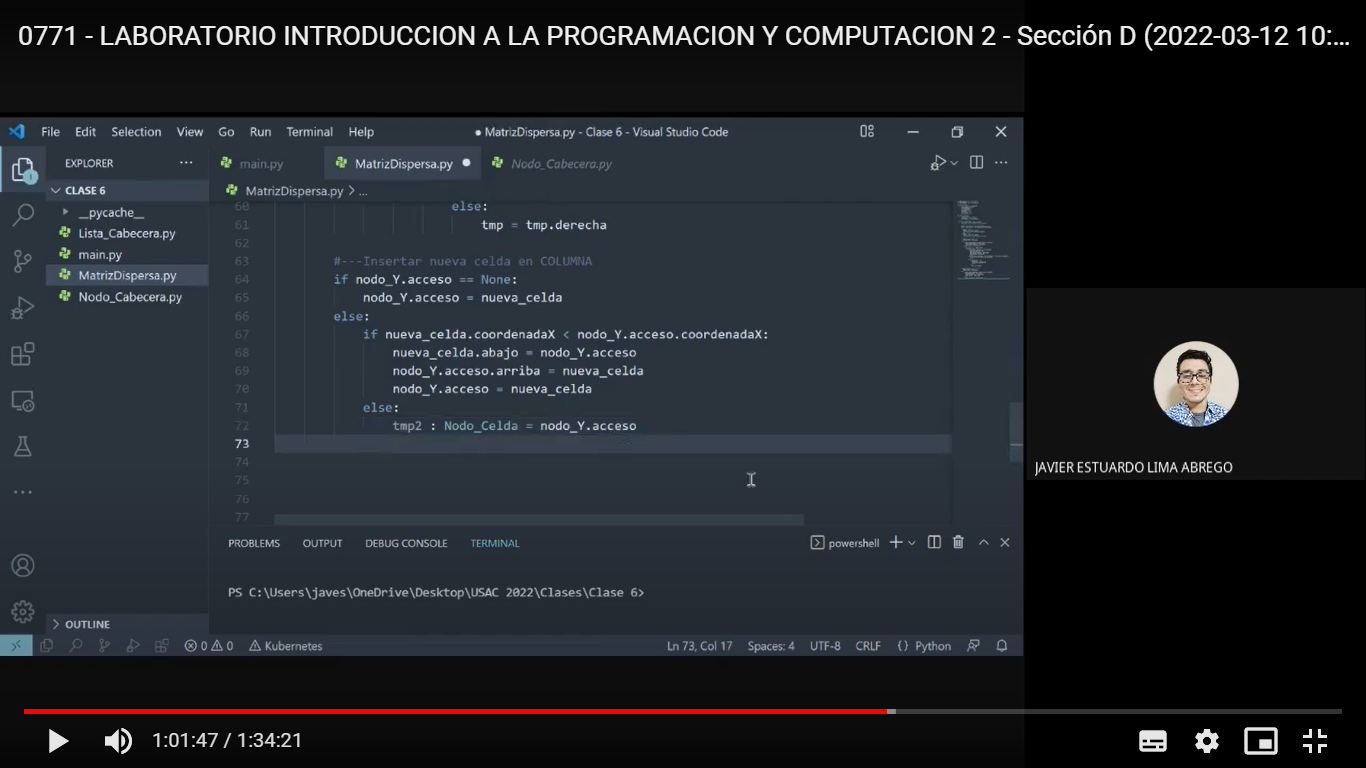 0771 - LABORATORIO INTRODUCCION A LA PROGRAMACION Y COMPUTACION 2 - Sección D (2022-03-12 10:...
File Edit Selection View Go Run Terminal Help
● MatrizDispersa.py - Clase 6 - Visual Studio Code
EXPLORER ...
main.py MatrizDispersa.py ● Nodo_Cabecera.py
CLASE 6
MatrizDispersa.py > ...
__pycache__
Lista_Cabecera.py
main.py
MatrizDispersa.py
Nodo_Cabecera.py
1
60 else:
61 tmp = tmp.derecha
62
63 #---Insertar nueva celda en COLUMNA
64 if nodo_Y.acceso == None:
65 nodo_Y.acceso = nueva_celda
66 else:
67 if nueva_celda.coordenadaX < nodo_Y.acceso.coordenadaX:
68 nueva_celda.abajo = nodo_Y.acceso
69 nodo_Y.acceso.arriba = nueva_celda
70 nodo_Y.acceso = nueva_celda
71 else:
72 tmp2 : Nodo_Celda = nodo_Y.acceso
73
74
75
76
77
PROBLEMS OUTPUT DEBUG CONSOLE TERMINAL
powershell
PS C:\Users\javes\OneDrive\Desktop\USAC 2022\Clases\Clase 6>
OUTLINE
0 0 Kubernetes
Ln 73, Col 17 Spaces: 4 UTF-8 CRLF {} Python
JAVIER ESTUARDO LIMA ABREGO
1:01:47 / 1:34:21